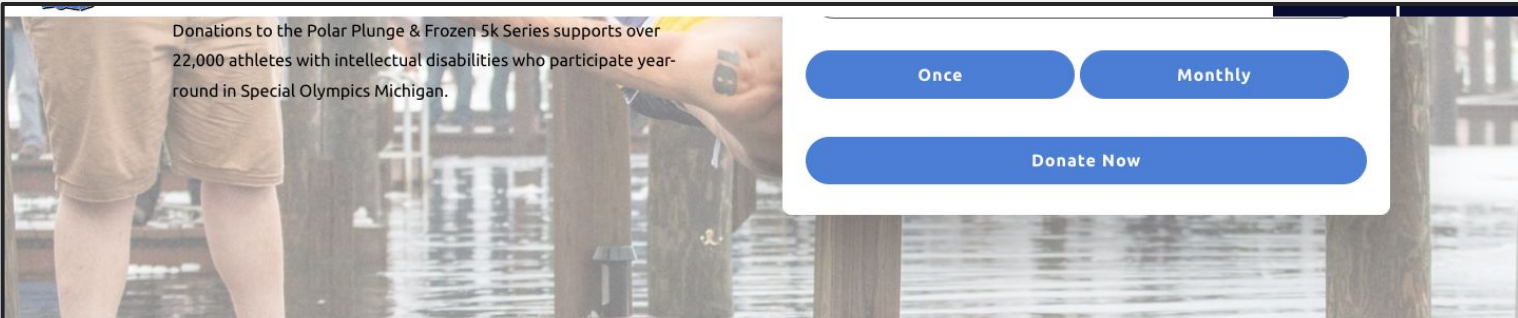 Donations to the Polar Plunge & Frozen 5k Series supports over
22,000 athletes with intellectual disabilities who participate year-
round in Special Olympics Michigan.
Once
Monthly
Donate Now